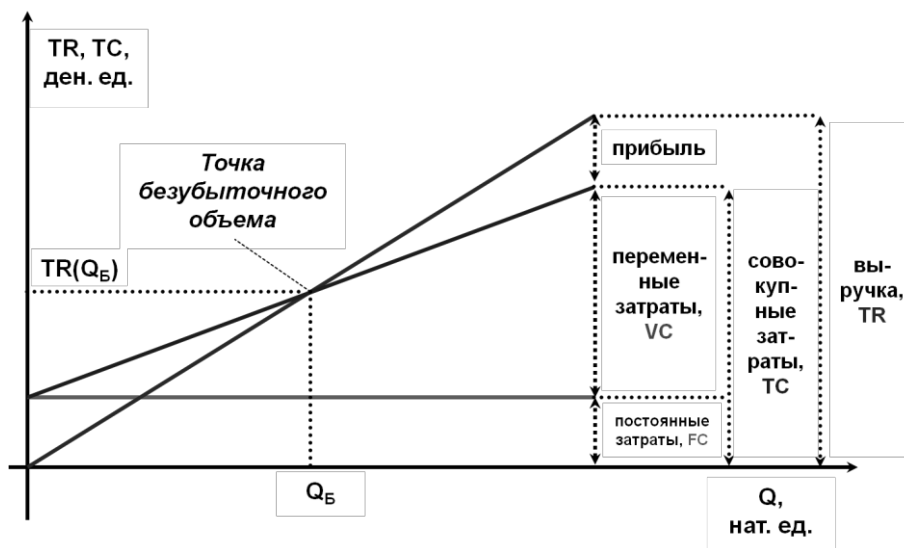 TR, TC,
ден. ед.
Точка
безубыточного
объема
TR(QБ)
прибыль
перемен-
ные
затраты,
VC
сово-
куп-
ные
зат-
раты,
TC
вы-
ручка,
TR
постоянные
затраты, FC
QБ
Q,
нат. ед.